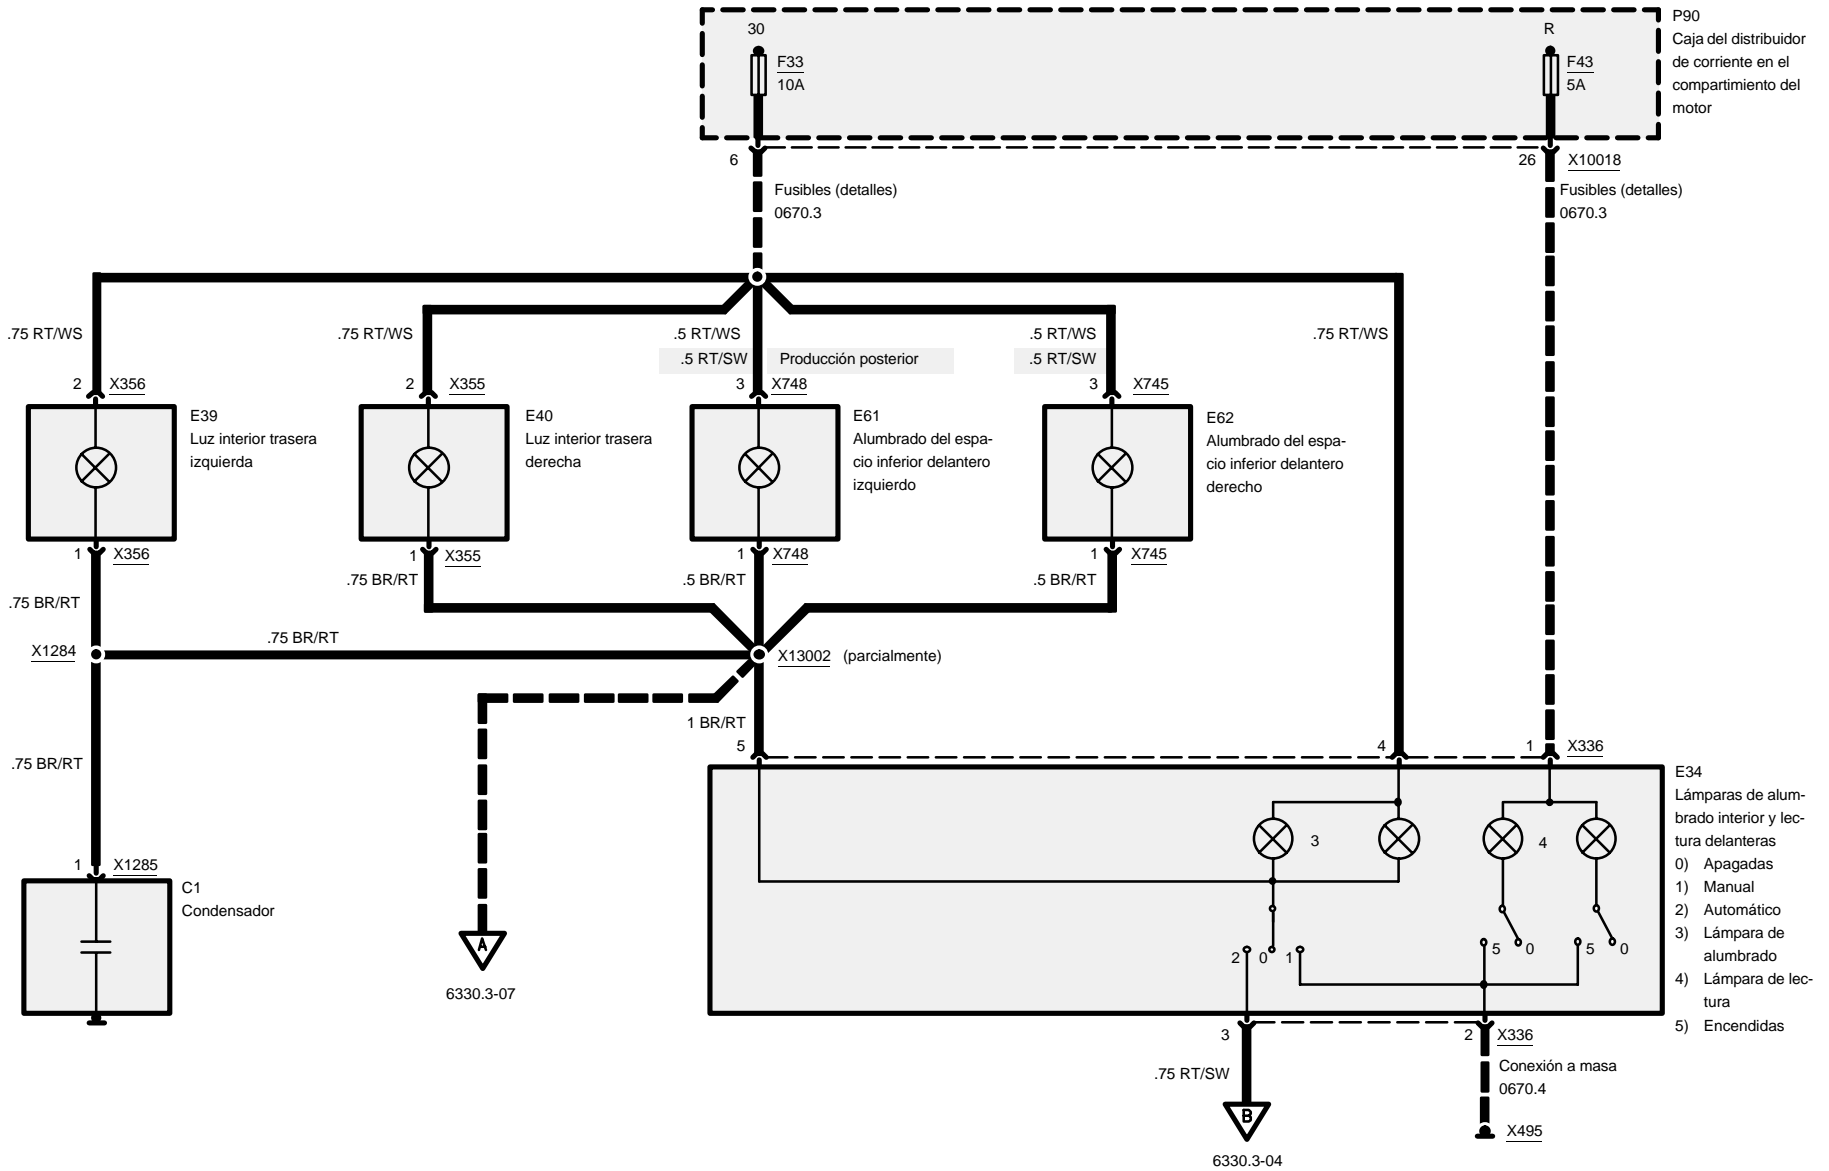 30
F33
10A
R
F43
5A
P90
Caja del distribuidor
de corriente en el
compartimiento del
motor
6
Fusibles (detalles)
0670.3
26
X10018
Fusibles (detalles)
0670.3
.75 RT/WS
.75 RT/WS
.5 RT/WS
.5 RT/SW
Producción posterior
.5 RT/WS
.5 RT/SW
.75 RT/WS
2
X356
2
X355
3
X748
3
X745
E39
Luz interior trasera
izquierda
E40
Luz interior trasera
derecha
E61
Alumbrado del espa-
cio inferior delantero
izquierdo
E62
Alumbrado del espa-
cio inferior delantero
derecho
1
X356
1
X355
1
X748
1
X745
.75 BR/RT
.75 BR/RT
.5 BR/RT
.5 BR/RT
X1284
.75 BR/RT
X13002
(parcialmente)
1 BR/RT
.75 BR/RT
5
4
1
X336
1
X1285
C1
Condensador
A
6330.3-07
3
4
2
0
1
5
0
5
0
E34
Lámparas de alum-
brado interior y lec-
tura delanteras
0) Apagadas
1) Manual
2) Automático
3) Lámpara de
alumbrado
4) Lámpara de lec-
tura
5) Encendidas
3
2
X336
.75 RT/SW
Conexión a masa
0670.4
B
X495
6330.3-04